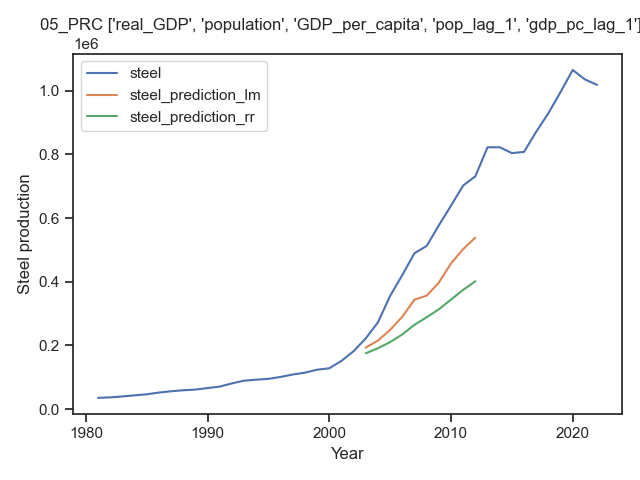 05_PRC ['real_GDP', 'population', 'GDP_per_capita', 'pop_lag_1', 'gdp_pc_lag_1']
1e6
steel
steel_prediction_lm
steel_prediction_rr
1.0
0.8
0.6
0.4
0.2
0.0
Steel production
1980 1990 2000 2010 2020
Year